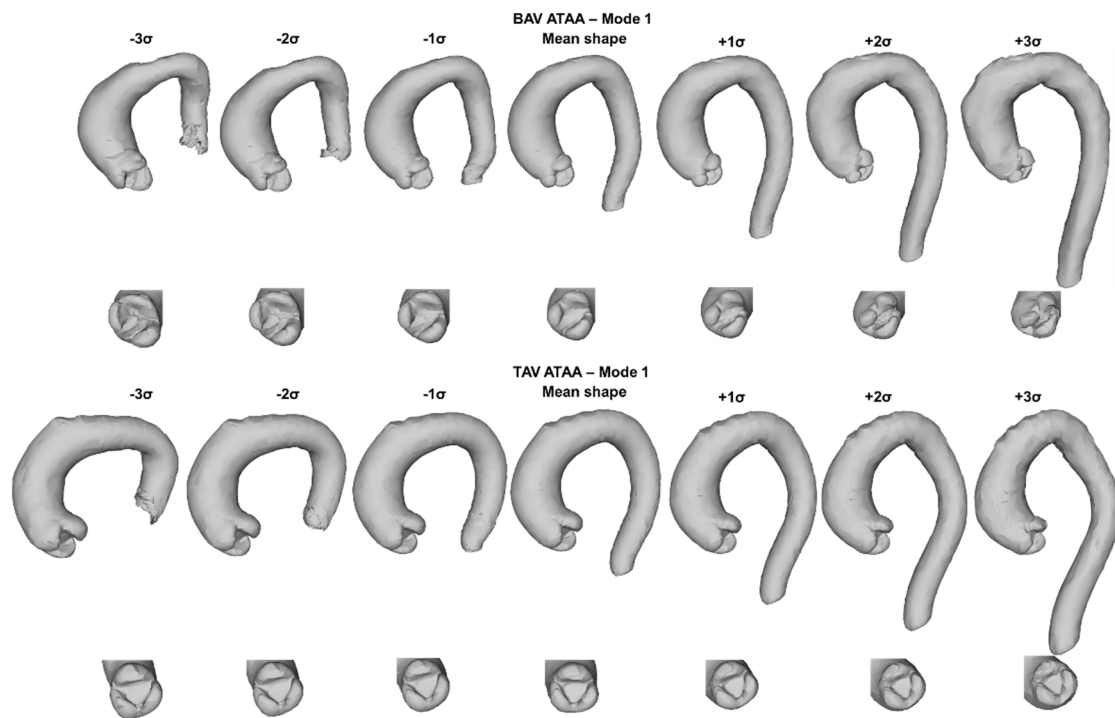 BAV ATAA – Mode 1
-3σ -2σ -1σ Mean shape +1σ +2σ +3σ
TAV ATAA – Mode 1
-3σ -2σ -1σ Mean shape +1σ +2σ +3σ